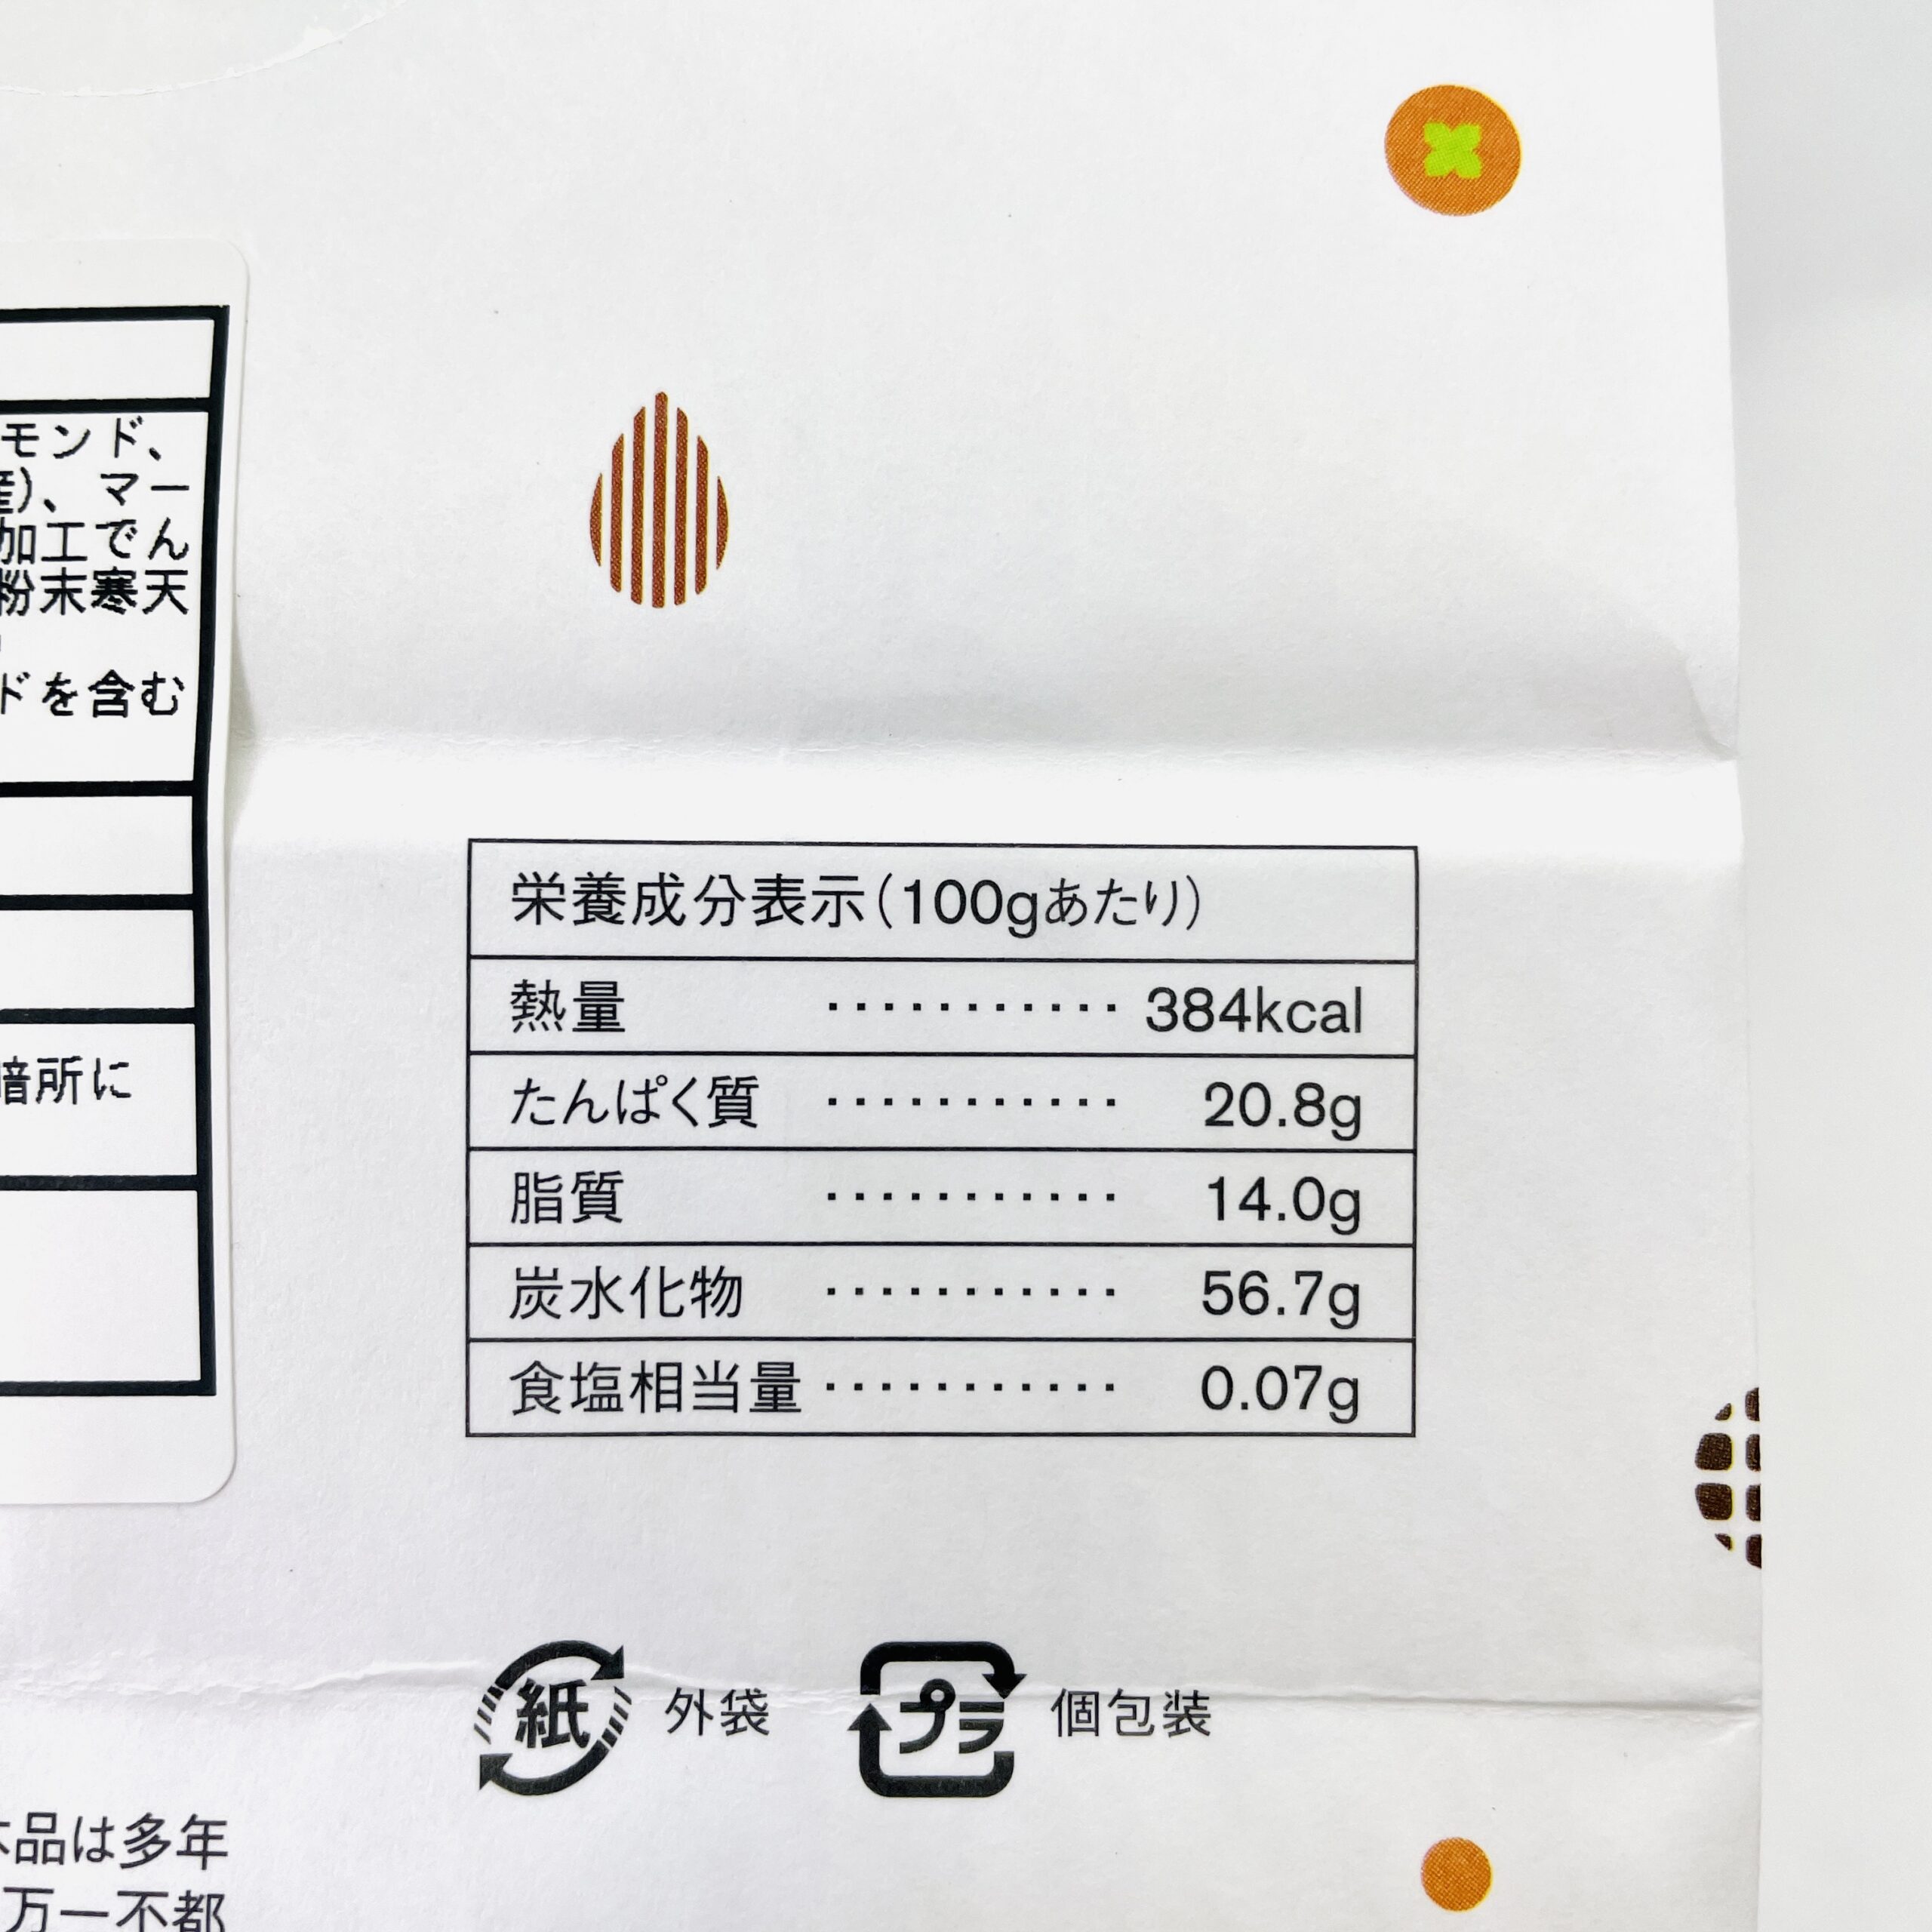 モンド、
産)、マー
加工でん
粉末寒天
ドを含む
暗所に
栄養成分表示(100gあたり)
熱量 ・・・・・・・・・・・ 384kcal
たんぱく質 ・・・・・・・・・・・ 20.8g
脂質 ・・・・・・・・・・・ 14.0g
炭水化物 ・・・・・・・・・・・ 56.7g
食塩相当量 ・・・・・・・・・・・ 0.07g
紙 外袋 プラ 個包装
本品は多年
万一不都